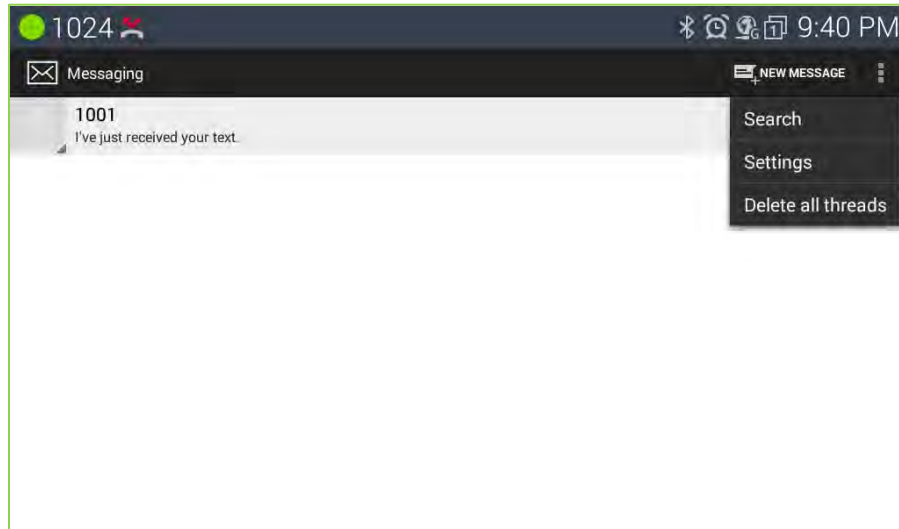 1024 9:40 PM
Messaging NEW MESSAGE
1001
I've just received your text.
Search
Settings
Delete all threads